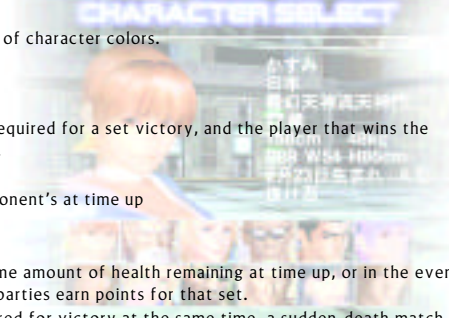 CHARACTER SELECT
of character colors.
かすみ
日本
equired for a set victory, and the player that wins the
onent's at time up
me amount of health remaining at time up, or in the even
parties earn points for that set.
red for victory at the same time, a sudden-death match